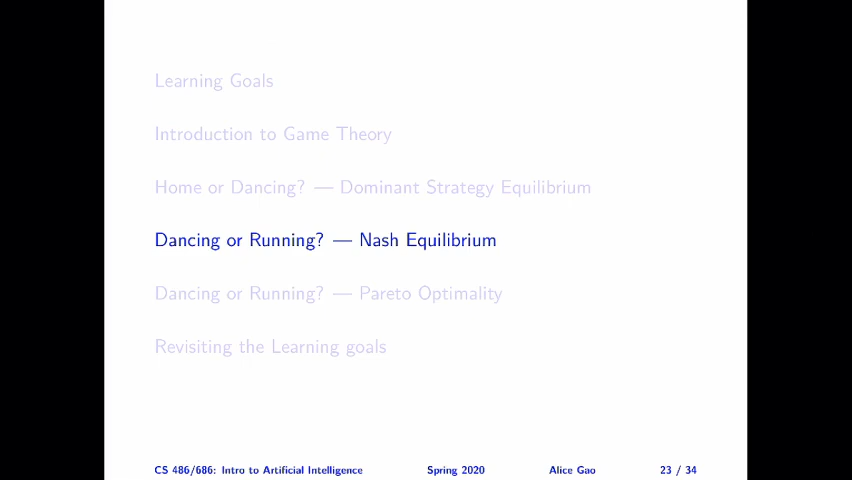 Learning Goals
Introduction to Game Theory
Home or Dancing? — Dominant Strategy Equilibrium
Dancing or Running? — Nash Equilibrium
Dancing or Running? — Pareto Optimality
Revisiting the Learning goals
CS 486/686: Intro to Artificial Intelligence Spring 2020 Alice Gao 23 / 34